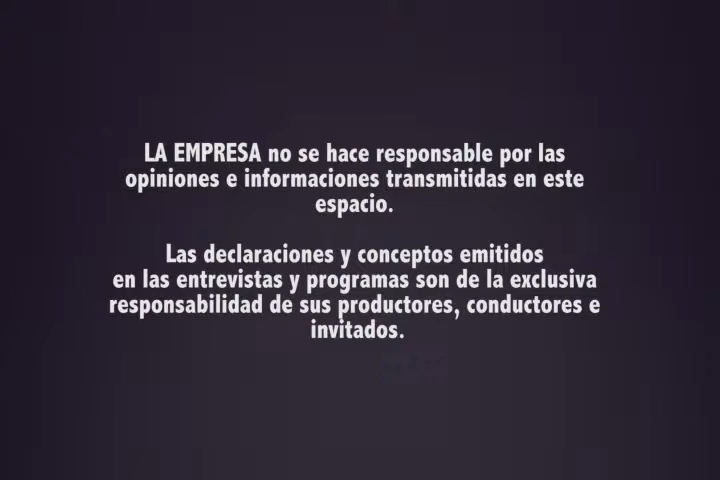 LA EMPRESA no se hace responsable por las
opiniones e informaciones transmitidas en este
espacio.
Las declaraciones y conceptos emitidos
en las entrevistas y programas son de la exclusiva
responsabilidad de sus productores, conductores e
invitados.